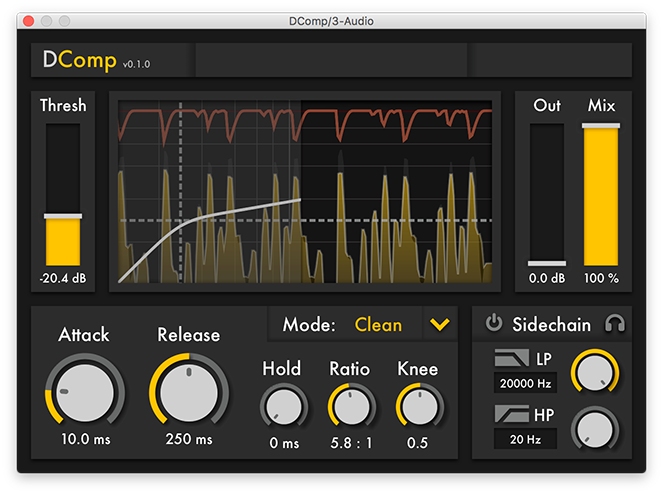 DComp/3-Audio
DComp v0.1.0
Thresh
-20.4 dB
Out Mix
0.0 dB 100 %
Attack
10.0 ms
Release
250 ms
Mode: Clean
Hold Ratio Knee
0 ms 5.8 : 1 0.5
Sidechain
LP
20000 Hz
HP
20 Hz